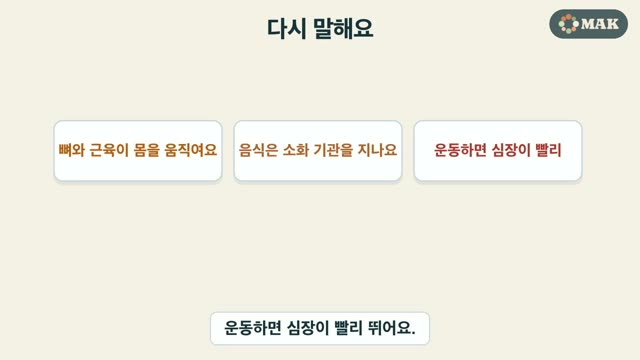 다시 말해요
MAK
뼈와 근육이 몸을 움직여요
음식은 소화 기관을 지나요
운동하면 심장이 빨리
운동하면 심장이 빨리 뛰어요.